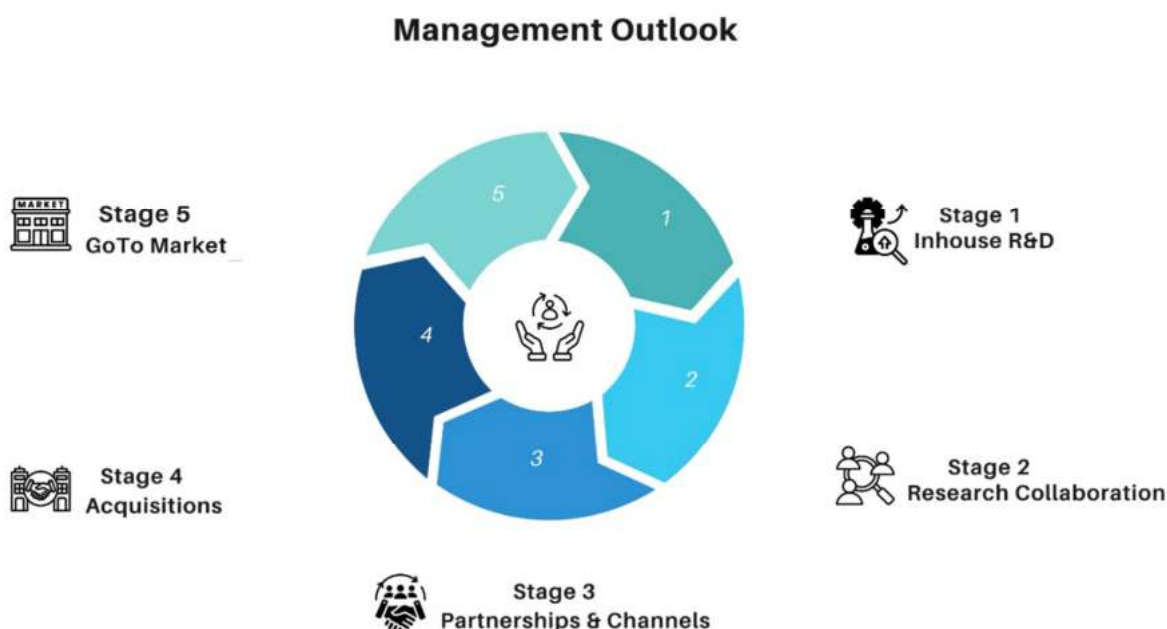 Management Outlook
5
1
MARKET
Stage 5
GoTo Market
Stage 1
Inhouse R&D
4
2
3
Stage 4
Acquisitions
Stage 2
Research Collaboration
Stage 3
Partnerships & Channels